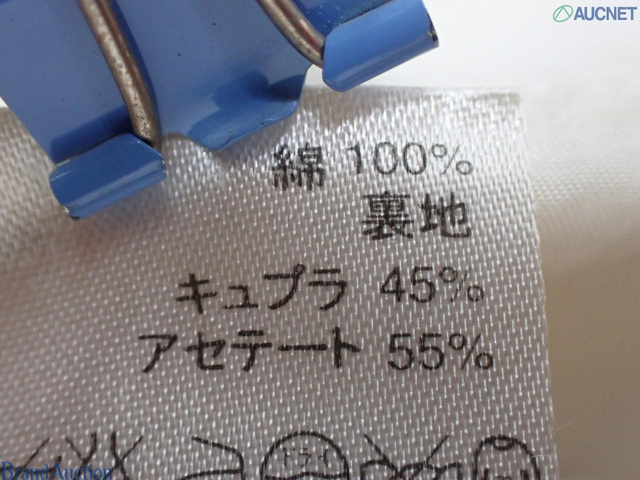 AUCNET
綿 100%
裏地
キュプラ 45%
アセテート 55%
ドライ
Brand Auction